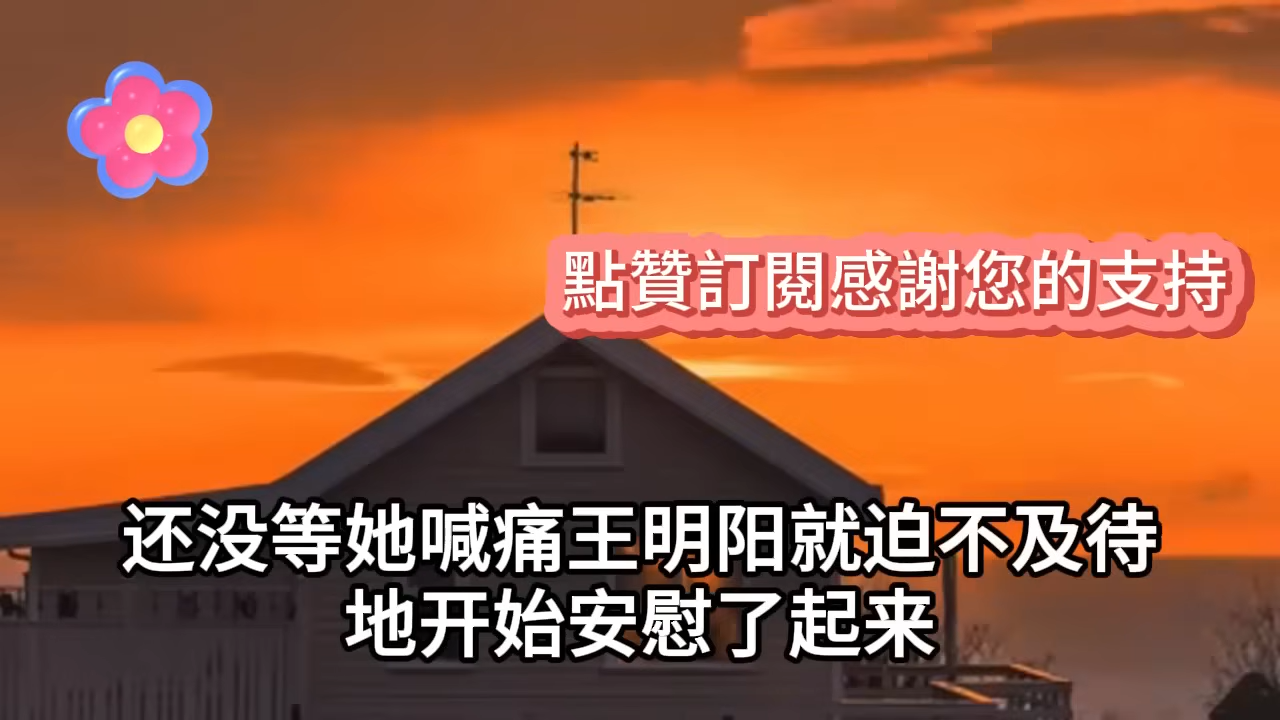 點贊訂閱感謝您的支持
还没等她喊痛王明阳就迫不及待
地开始安慰了起来